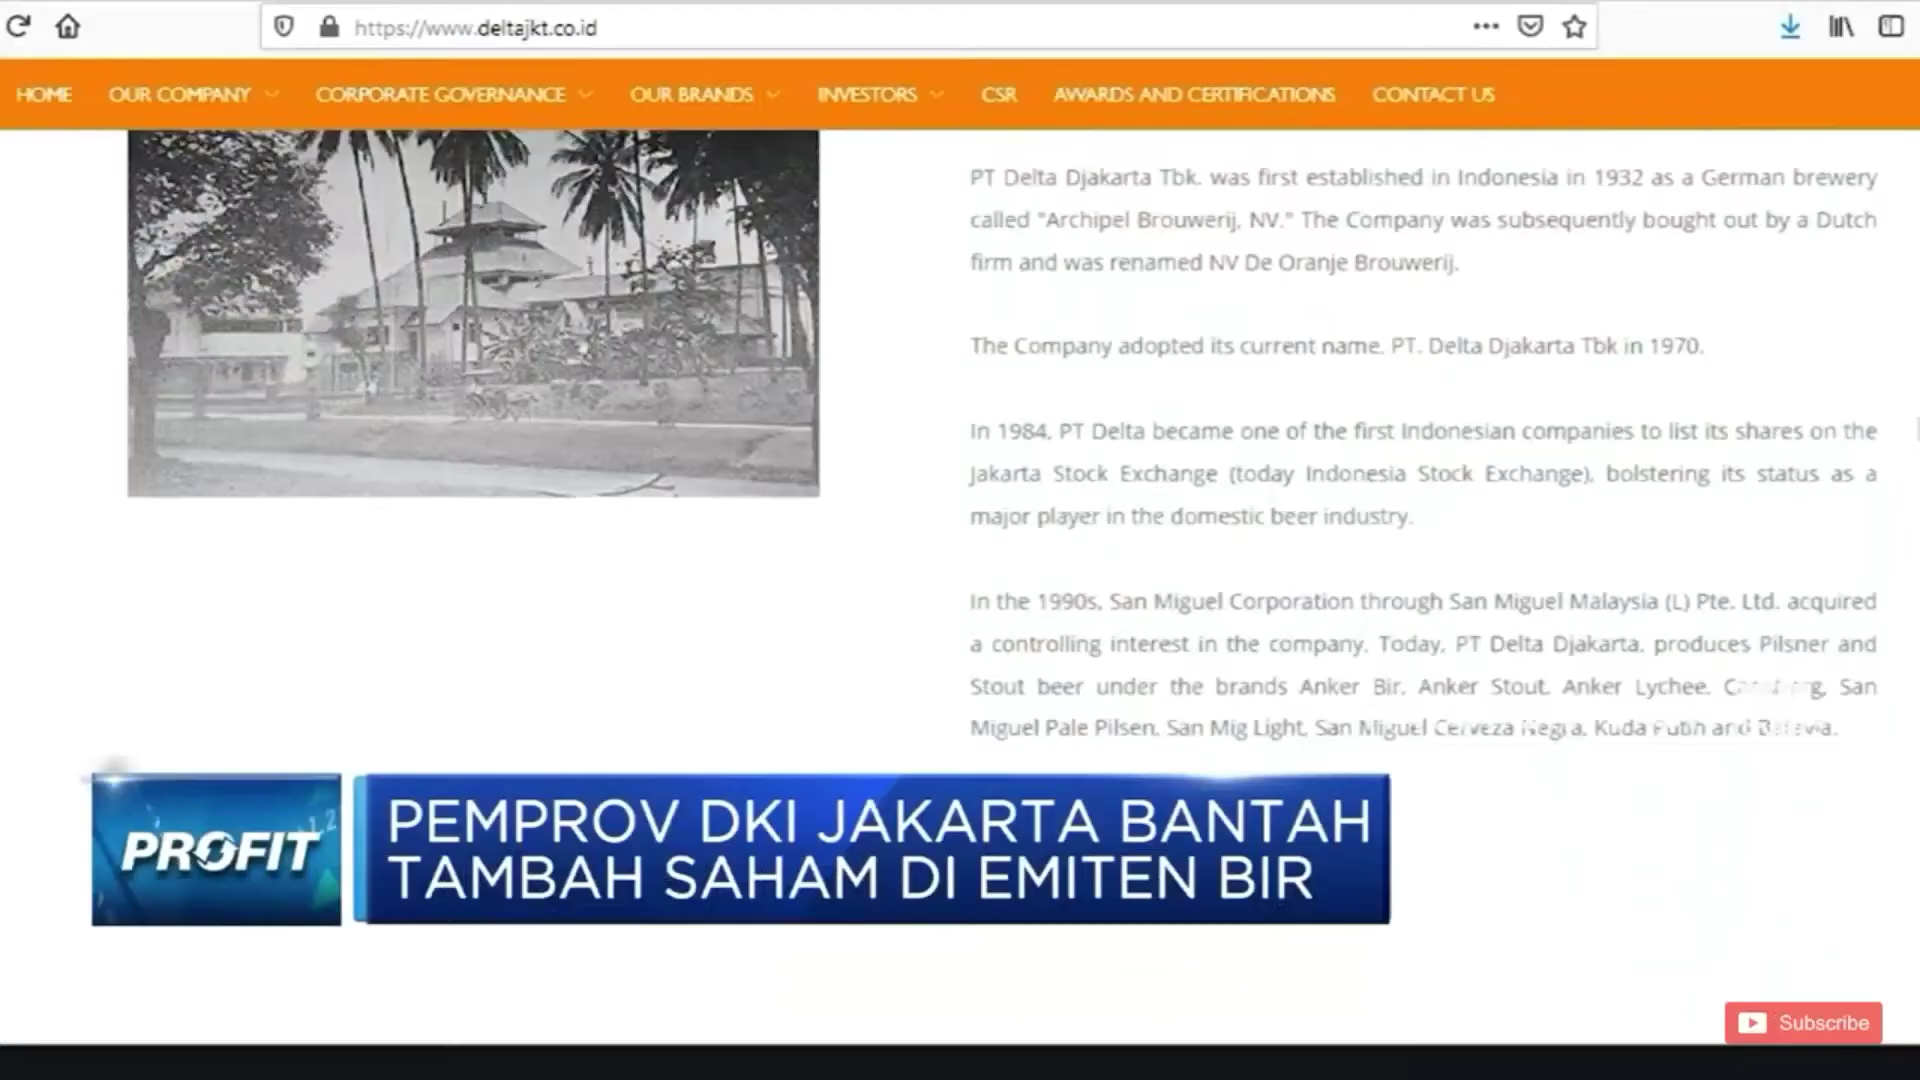 https://www.deltajkt.co.id
HOME OUR COMPANY CORPORATE GOVERNANCE OUR BRANDS INVESTORS CSR AWARDS AND CERTIFICATIONS CONTACT US
PT Delta Djakarta Tbk. was first established in Indonesia in 1932 as a German brewery
called "Archipel Brouwerij, NV." The Company was subsequently bought out by a Dutch
firm and was renamed NV De Oranje Brouwerij.
The Company adopted its current name, PT. Delta Djakarta Tbk in 1970.
In 1984, PT Delta became one of the first Indonesian companies to list its shares on the
Jakarta Stock Exchange (today Indonesia Stock Exchange), bolstering its status as a
major player in the domestic beer industry.
In the 1990s, San Miguel Corporation through San Miguel Malaysia (L) Pte. Ltd. acquired
a controlling interest in the company. Today, PT Delta Djakarta, produces Pilsner and
Stout beer under the brands Anker Bir, Anker Stout, Anker Lychee, San
Miguel Pale Pilsen, San Mig Light, San Miguel Cerveza Negra, Kuda Putih and Batavia.
PROFIT
PEMPROV DKI JAKARTA BANTAH
TAMBAH SAHAM DI EMITEN BIR
Subscribe